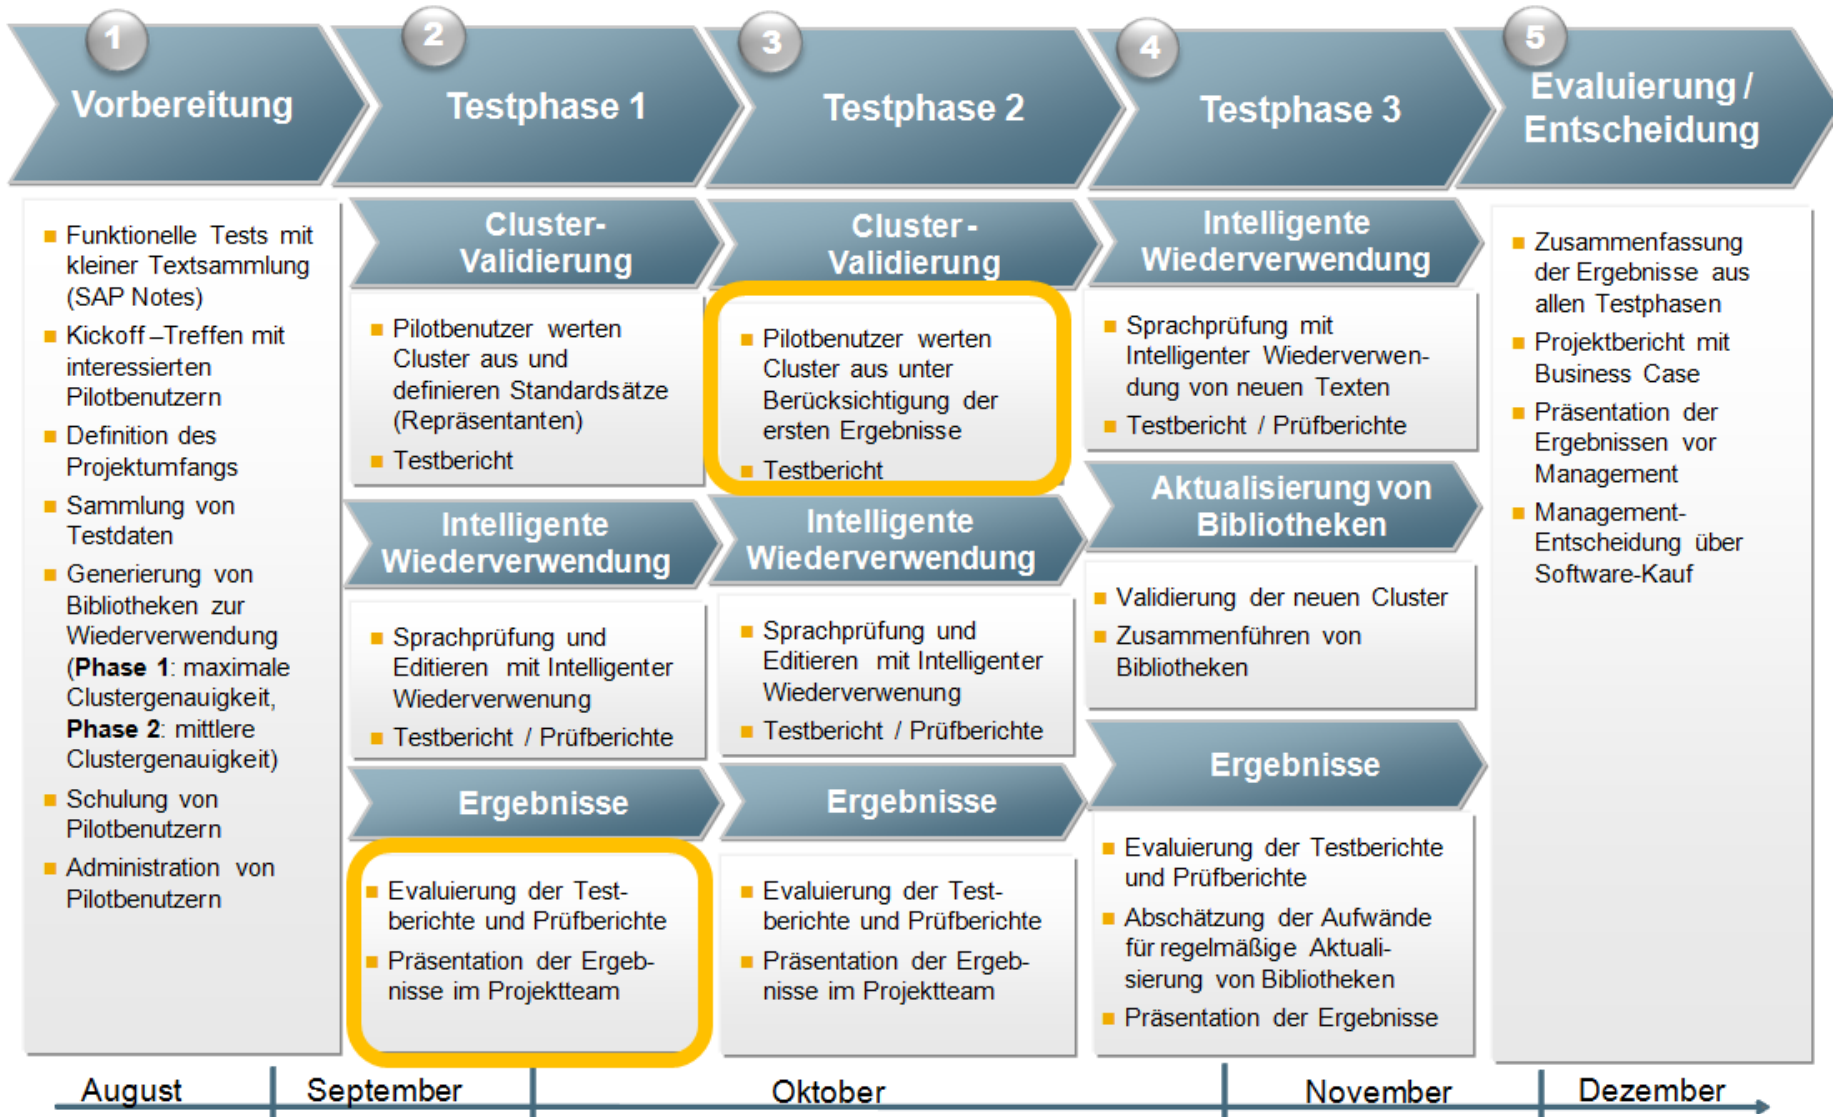 1
Vorbereitung
2
Testphase 1
3
Testphase 2
4
Testphase 3
5
Evaluierung /
Entscheidung
Funktionelle Tests mit
kleiner Textsammlung
(SAP Notes)
Kickoff –Treffen mit
interessierten
Pilotbenutzern
Definition des
Projektumfangs
Sammlung von
Testdaten
Generierung von
Bibliotheken zur
Wiederverwendung
(Phase 1: maximale
Clustergenauigkeit,
Phase 2: mittlere
Clustergenauigkeit)
Schulung von
Pilotbenutzern
Administration von
Pilotbenutzern
Cluster-
Validierung
Pilotbenutzer werten
Cluster aus und
definieren Standardsätze
(Repräsentanten)
Testbericht
Intelligente
Wiederverwendung
Sprachprüfung und
Editieren mit Intelligenter
Wiederverwenung
Testbericht / Prüfberichte
Ergebnisse
Evaluierung der Test-
berichte und Prüfberichte
Präsentation der Ergeb-
nisse im Projektteam
Cluster -
Validierung
Pilotbenutzer werten
Cluster aus unter
Berücksichtigung der
ersten Ergebnisse
Testbericht
Intelligente
Wiederverwendung
Sprachprüfung und
Editieren mit Intelligenter
Wiederverwenung
Testbericht / Prüfberichte
Ergebnisse
Evaluierung der Test-
berichte und Prüfberichte
Präsentation der Ergeb-
nisse im Projektteam
Intelligente
Wiederverwendung
Sprachprüfung mit
Intelligenter Wiederverwen-
dung von neuen Texten
Testbericht / Prüfberichte
Aktualisierung von
Bibliotheken
Validierung der neuen Cluster
Zusammenführen von
Bibliotheken
Ergebnisse
Evaluierung der Testberichte
und Prüfberichte
Abschätzung der Aufwände
für regelmäßige Aktuali-
sierung von Bibliotheken
Präsentation der Ergebnisse
Zusammenfassung
der Ergebnisse aus
allen Testphasen
Projektbericht mit
Business Case
Präsentation der
Ergebnissen vor
Management
Management-
Entscheidung über
Software-Kauf
August
September
Oktober
November
Dezember